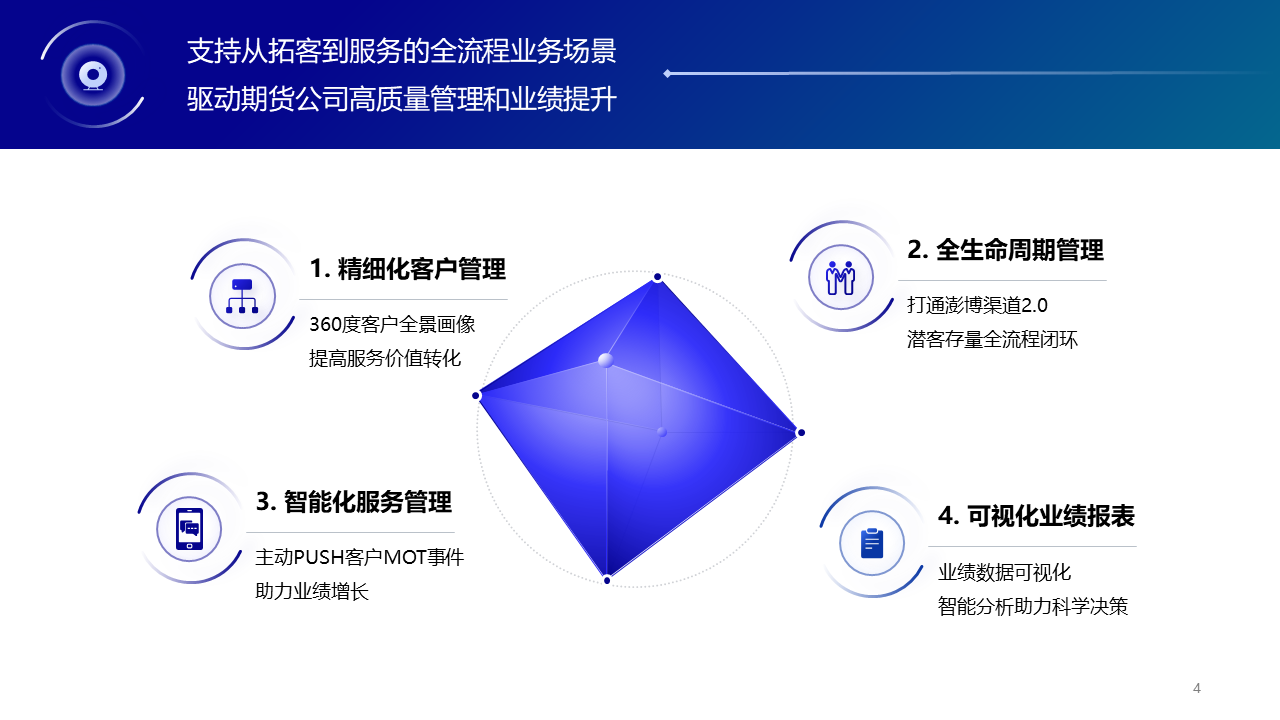 支持从拓客到服务的全流程业务场景
驱动期货公司高质量管理和业绩提升
1. 精细化客户管理
360度客户全景画像
提高服务价值转化
2. 全生命周期管理
打通澎博渠道2.0
潜客存量全流程闭环
3. 智能化服务管理
主动PUSH客户MOT事件
助力业绩增长
4. 可视化业绩报表
业绩数据可视化
智能分析助力科学决策
4